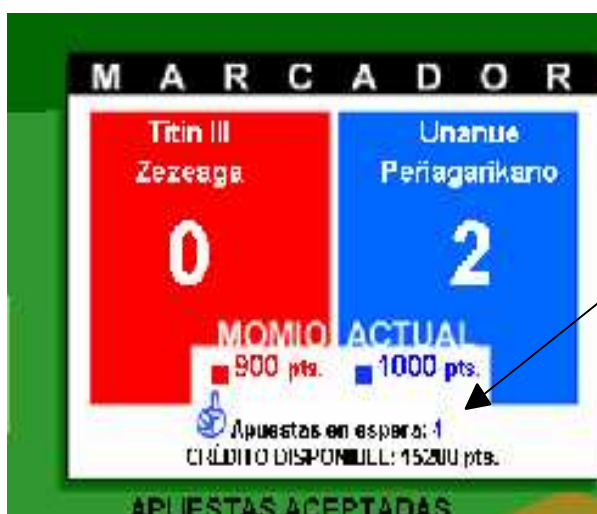 MARCADOR
Titin III
Zezeaga
Unanue
Peñagarikano
0
2
MOMIO ACTUAL
900 pts.
1000 pts.
Apuestas en espera: 4
CRÉDITO DISPONIBLE: 15200 pts.
APUESTAS ACEPTADAS